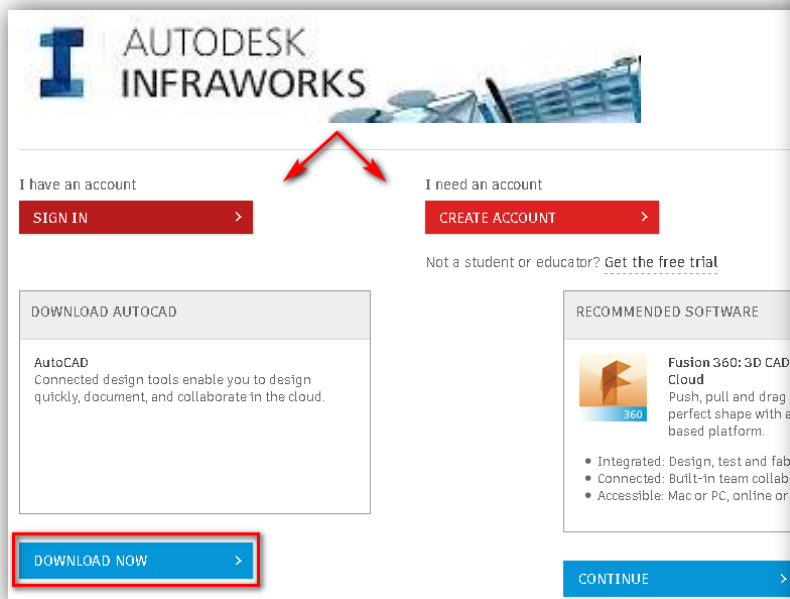 AUTODESK
INFRAWORKS
I have an account
SIGN IN
I need an account
CREATE ACCOUNT
Not a student or educator? Get the free trial
DOWNLOAD AUTOCAD
AutoCAD
Connected design tools enable you to design
quickly, document, and collaborate in the cloud.
DOWNLOAD NOW
RECOMMENDED SOFTWARE
360
Fusion 360: 3D CAD
Cloud
Push, pull and drag
perfect shape with a
based platform.
• Integrated: Design, test and fab
• Connected: Built-in team collab
• Accessible: Mac or PC, online or
CONTINUE